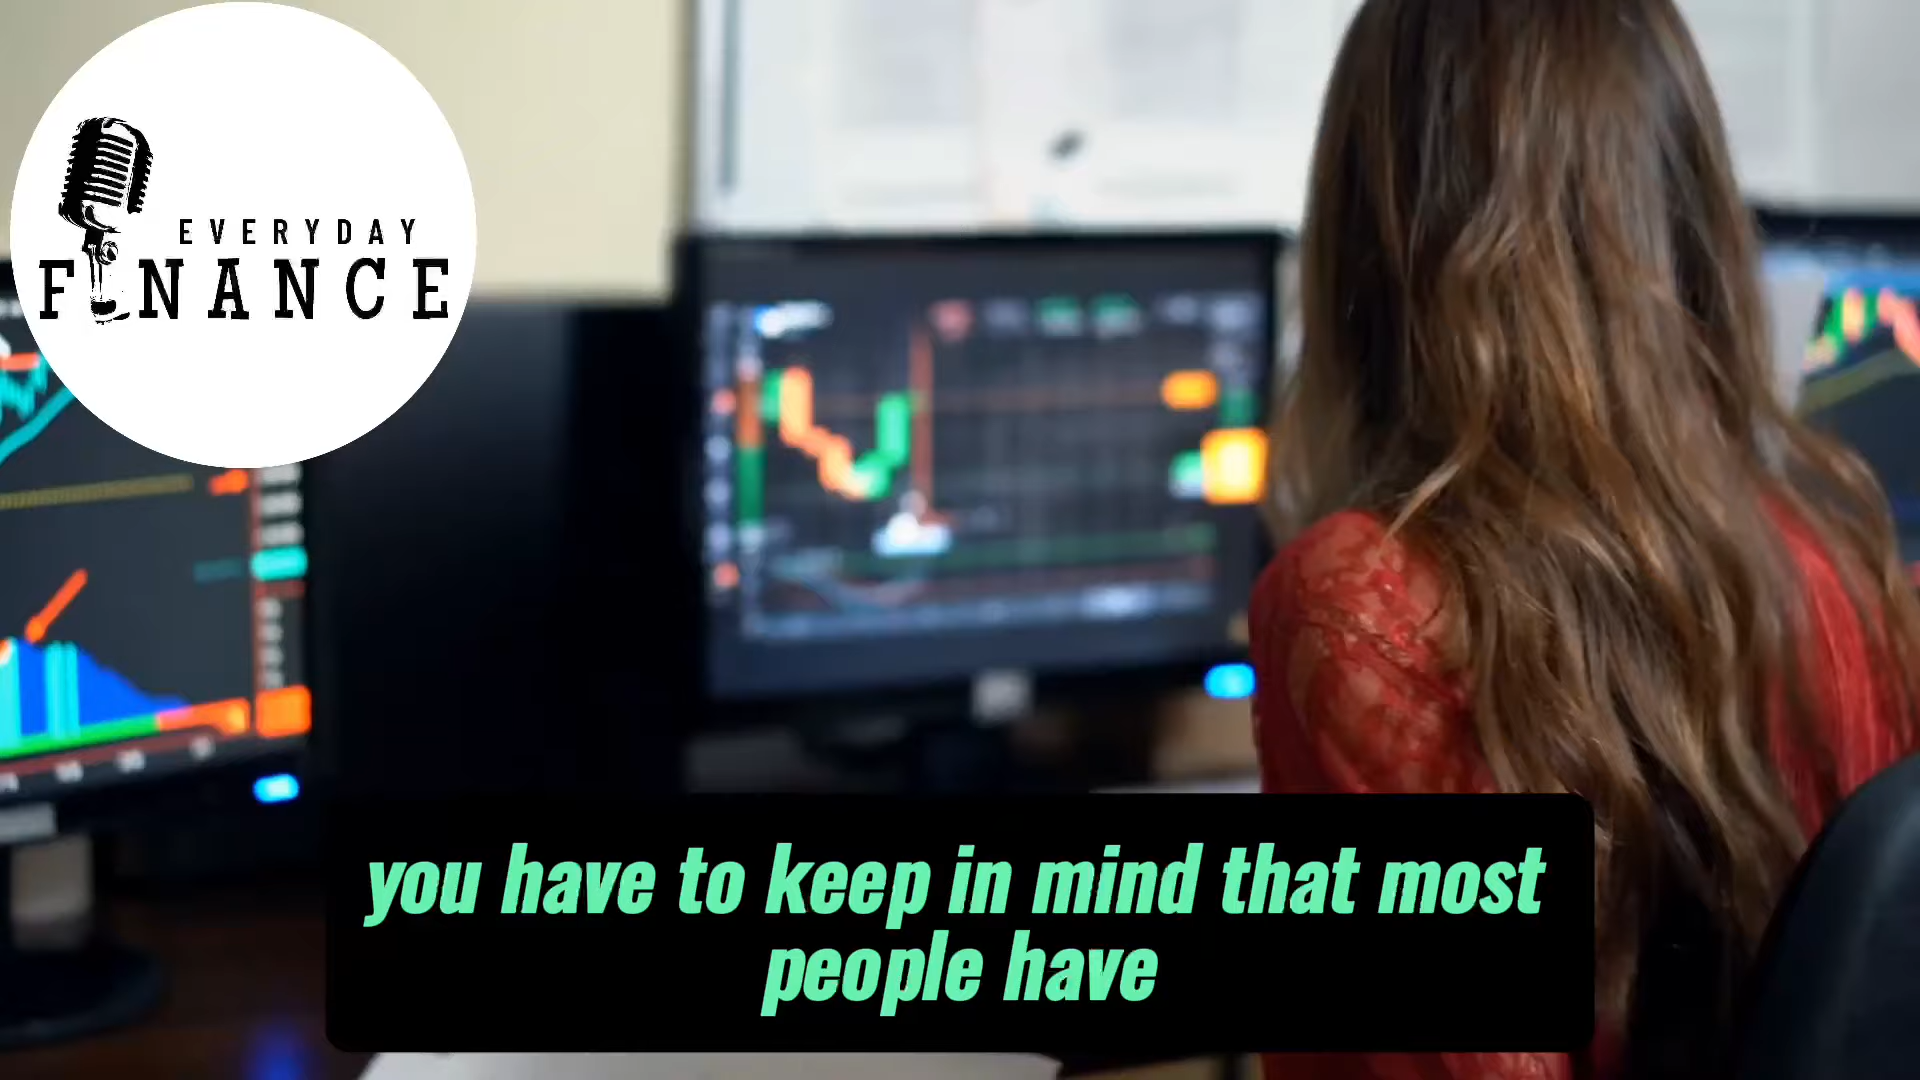 EVERYDAY
FINANCE
you have to keep in mind that most
people have